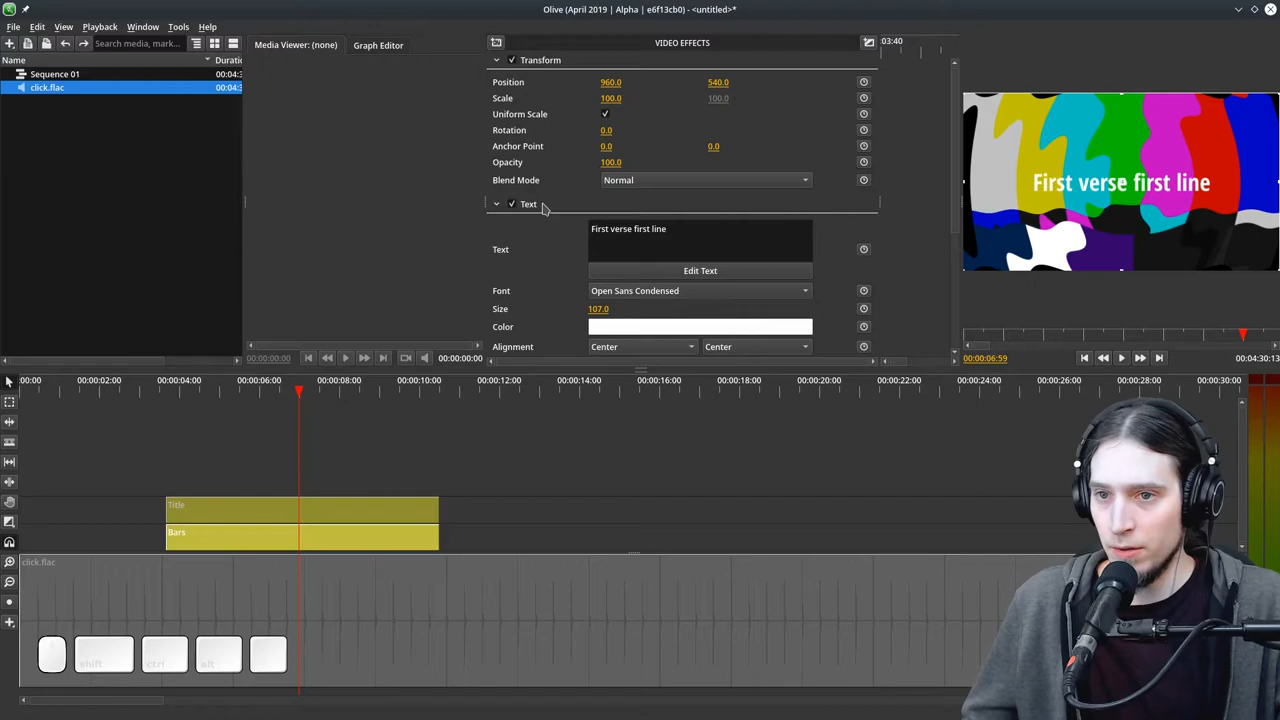 Olive (April 2019 | Alpha | e6f13cb0) - <untitled>*
File Edit View Playback Window Tools Help
Search media, mark...
Media Viewer: (none) Graph Editor
VIDEO EFFECTS
:03:40
Name Duratio
Sequence 01 00:04:3
click.flac 00:04:3
Transform
Position 960.0 540.0
Scale 100.0 100.0
Uniform Scale
Rotation 0.0
Anchor Point 0.0 0.0
Opacity 100.0
Blend Mode Normal
Text
Text First verse first line
Edit Text
Font Open Sans Condensed
Size 107.0
Color
Alignment Center Center
First verse first line
00:00:00:00 00:00:00:00
00:00:06:59 00:04:30:13
:00:00 00:00:02:00 00:00:04:00 00:00:06:00 00:00:08:00 00:00:10:00 00:00:12:00 00:00:14:00 00:00:16:00 00:00:18:00 00:00:20:00 00:00:22:00 00:00:24:00 00:00:26:00 00:00:28:00 00:00:30:00
Title
Bars
click.flac
shift ctrl alt